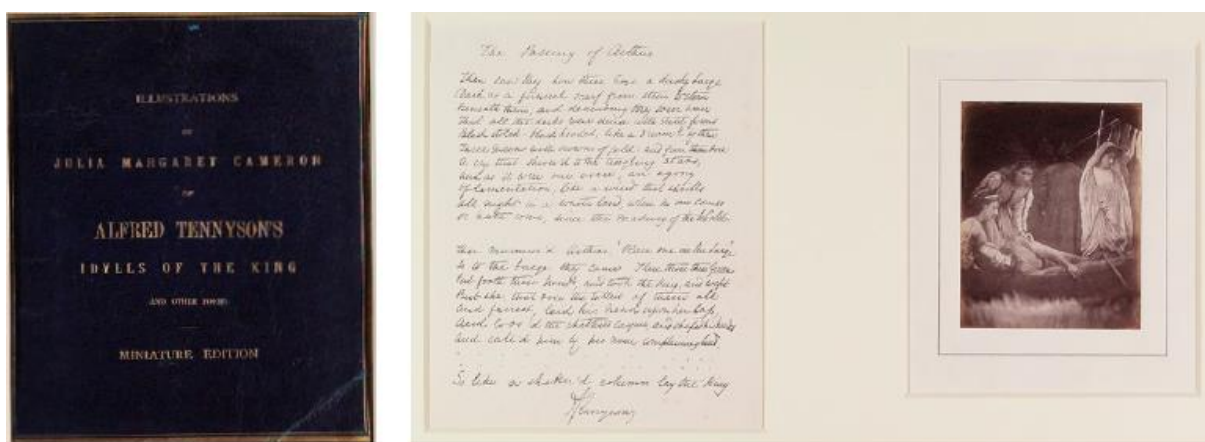 ILLUSTRATIONS
BY
JULIA MARGARET CAMERON
OF
ALFRED TENNYSON'S
IDYLLS OF THE KING
AND OTHER POEMS
MINIATURE EDITION
The Passing of Arthur
Then saw they how there hove a dusky barge
Dark as a funeral scarf from stem to stern
Beneath them, and descending they were ware
That all the decks were dense with stately forms
Black stoled, black hooded, like a dream by these
Three Queens with crowns of gold and from them rose
A cry that shiver'd to the tingling stars,
And as it were one voice, an agony
Of lamentation, like a wind that shrills
All night in a waste land, where no one comes
Or hath come, since the making of the world.
Then murmur'd Arthur "Place me in the barge"
So to the barge they came. There those three Queens
Put forth their hands, and took the King, and wept
But she that rose the tallest of them all
And fairest, laid his head upon her lap
And loos'd the shatter'd casque, and chafed his hands
And call'd him by his name complaining loud.
So like a shatter'd column lay the King
ATennyson